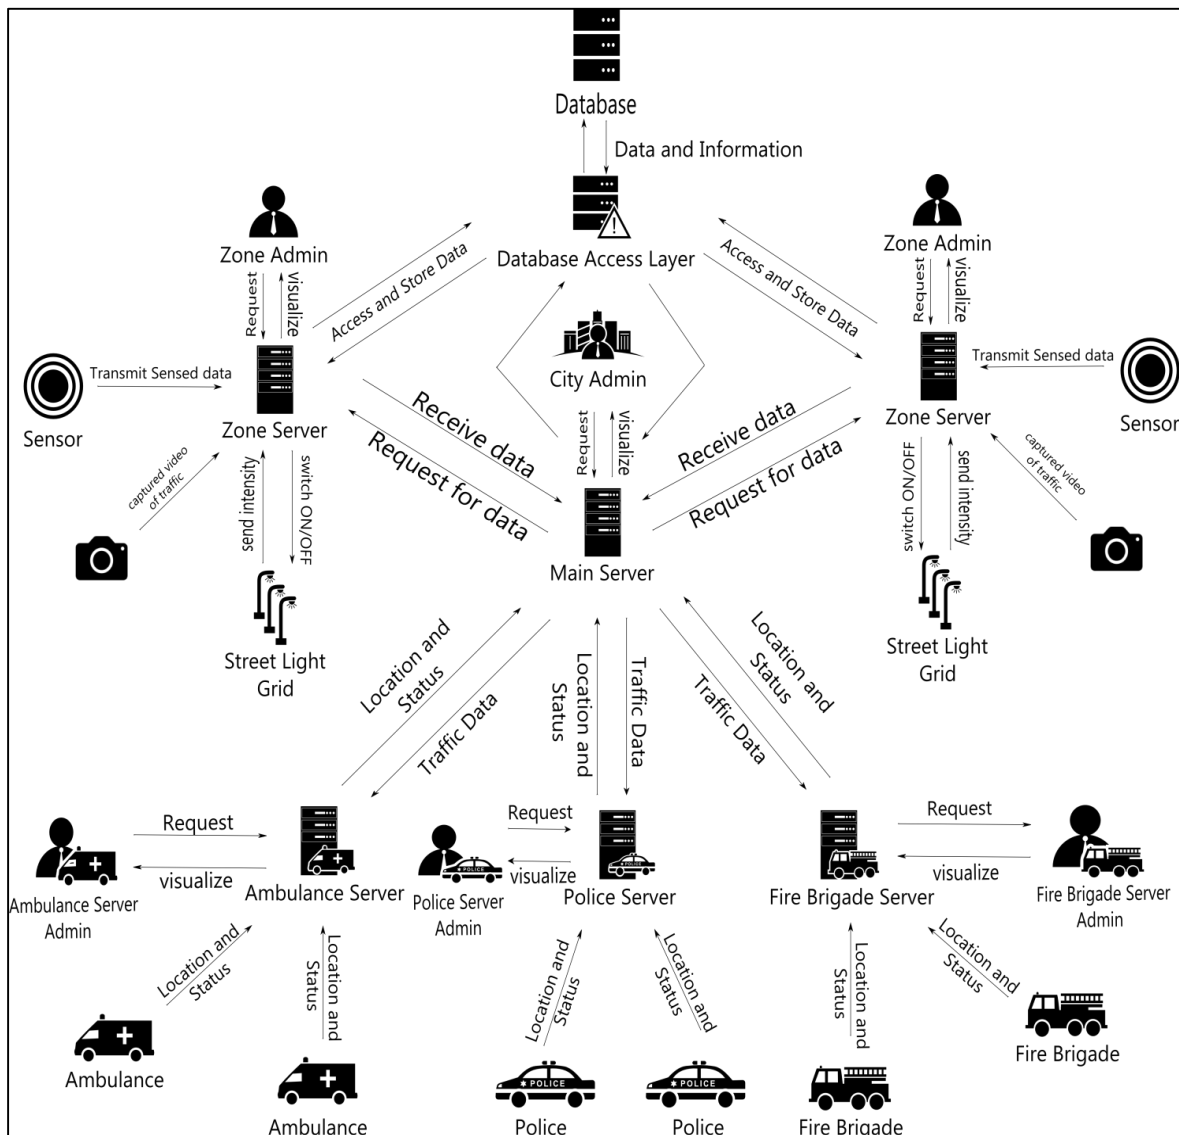 Database
Data and Information
Zone Admin
Zone Admin
Database Access Layer
Request
visualize
Access and Store Data
Access and Store Data
Request
visualize
Transmit Sensed data
City Admin
Transmit Sensed data
Sensor
Zone Server
Receive data
Request for data
Request
visualize
Receive data
Request for data
Zone Server
Sensor
captured video
of traffic
send intensity
switch ON/OFF
Main Server
switch ON/OFF
send intensity
captured video
of traffic
Street Light
Grid
Street Light
Grid
Location and
Status
Traffic Data
Location and
Status
Traffic Data
Location and
Status
Traffic Data
Request
visualize
Ambulance Server
Admin
Ambulance Server
Request
visualize
POLICE
Police Server
Admin
POLICE
Police Server
Fire Brigade Server
Request
visualize
Fire Brigade Server
Admin
Location and
Status
Location and
Status
Location and
Status
Location and
Status
Location and
Status
Location and
Status
Ambulance
Ambulance
POLICE
Police
POLICE
Police
Fire Brigade
Fire Brigade